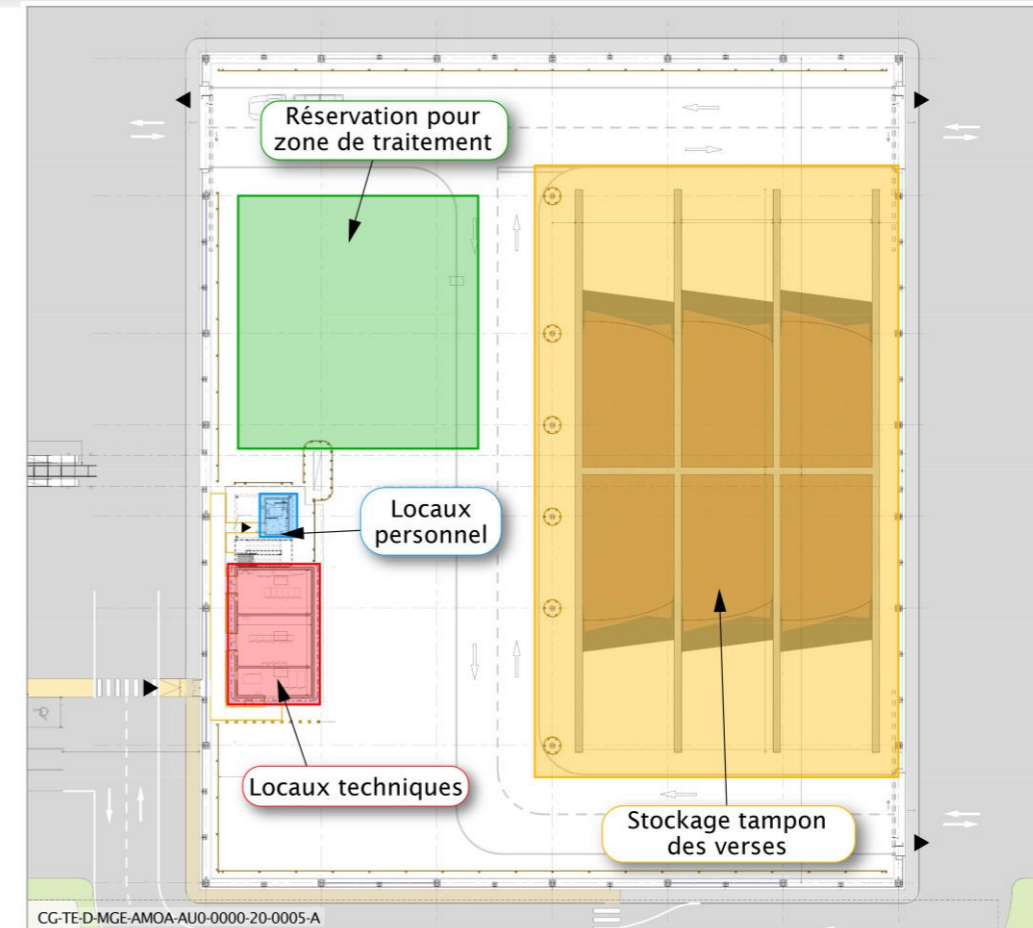 Réservation pour
zone de traitement
Locaux
personnel
Locaux techniques
Stockage tampon
des verses
CG-TE-D-MGE-AMOA-AU0-0000-20-0005-A